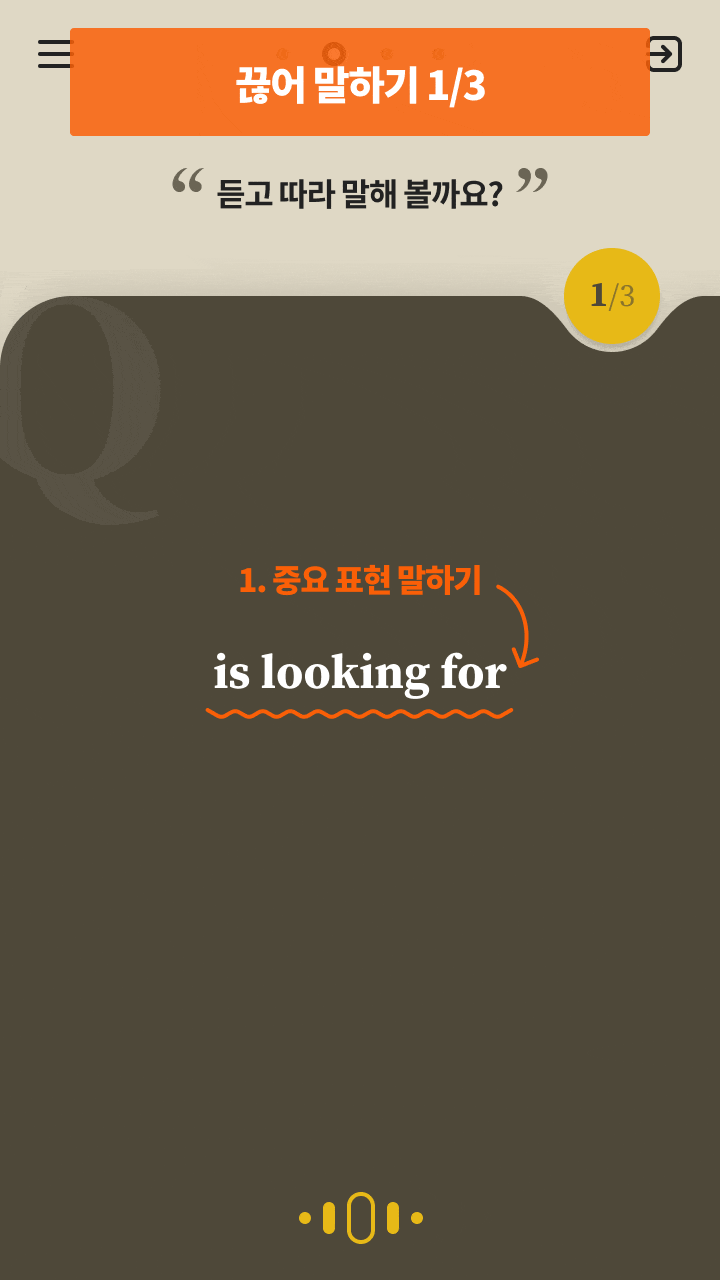 끊어 말하기 1/3
“ 듣고 따라 말해 볼까요? ”
1/3
Q
1. 중요 표현 말하기
is looking for